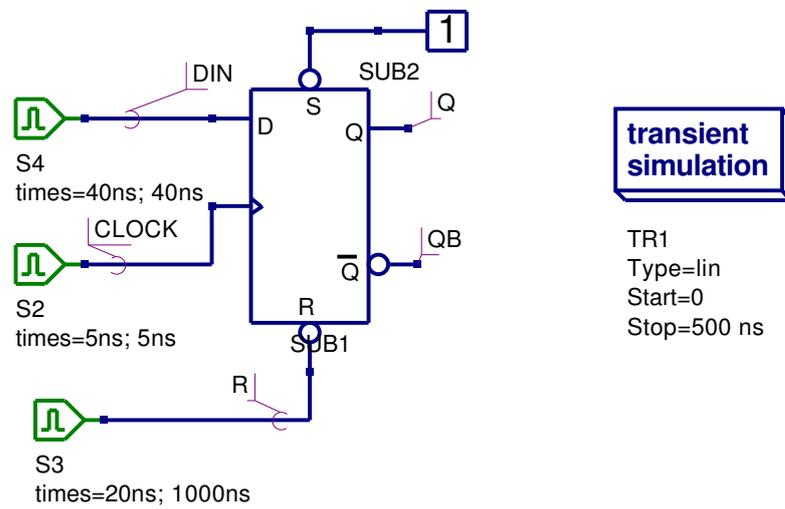 1
DIN
SUB2
Q
S
D
Q
transient
simulation
S4
times=40ns; 40ns
CLOCK
QB
Q
TR1
Type=lin
Start=0
Stop=500 ns
S2
times=5ns; 5ns
R
SUB1
R
S3
times=20ns; 1000ns